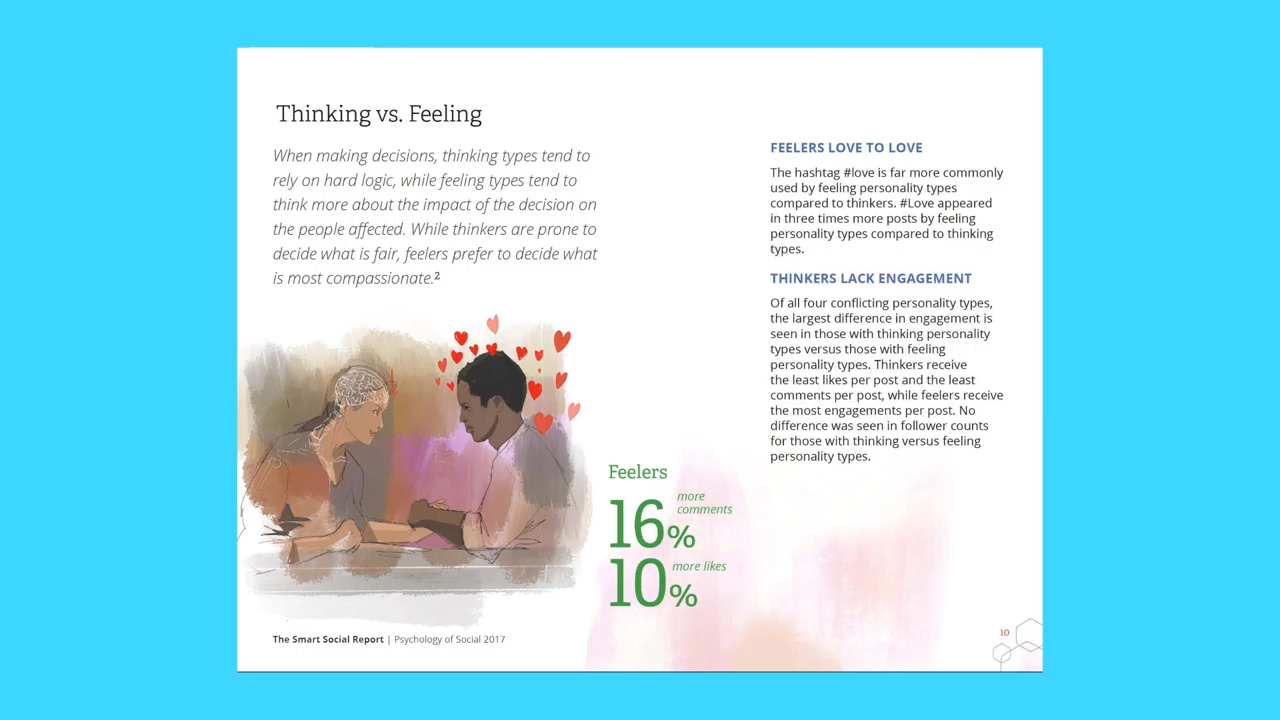 Thinking vs. Feeling
When making decisions, thinking types tend to
rely on hard logic, while feeling types tend to
think more about the impact of the decision on
the people affected. While thinkers are prone to
decide what is fair, feelers prefer to decide what
is most compassionate.²
FEELERS LOVE TO LOVE
The hashtag #love is far more commonly
used by feeling personality types
compared to thinkers. #Love appeared
in three times more posts by feeling
personality types compared to thinking
types.
THINKERS LACK ENGAGEMENT
Of all four conflicting personality types,
the largest difference in engagement is
seen in those with thinking personality
types versus those with feeling
personality types. Thinkers receive
the least likes per post and the least
comments per post, while feelers receive
the most engagements per post. No
difference was seen in follower counts
for those with thinking versus feeling
personality types.
Feelers
16% more
comments
10% more likes
The Smart Social Report | Psychology of Social 2017
10